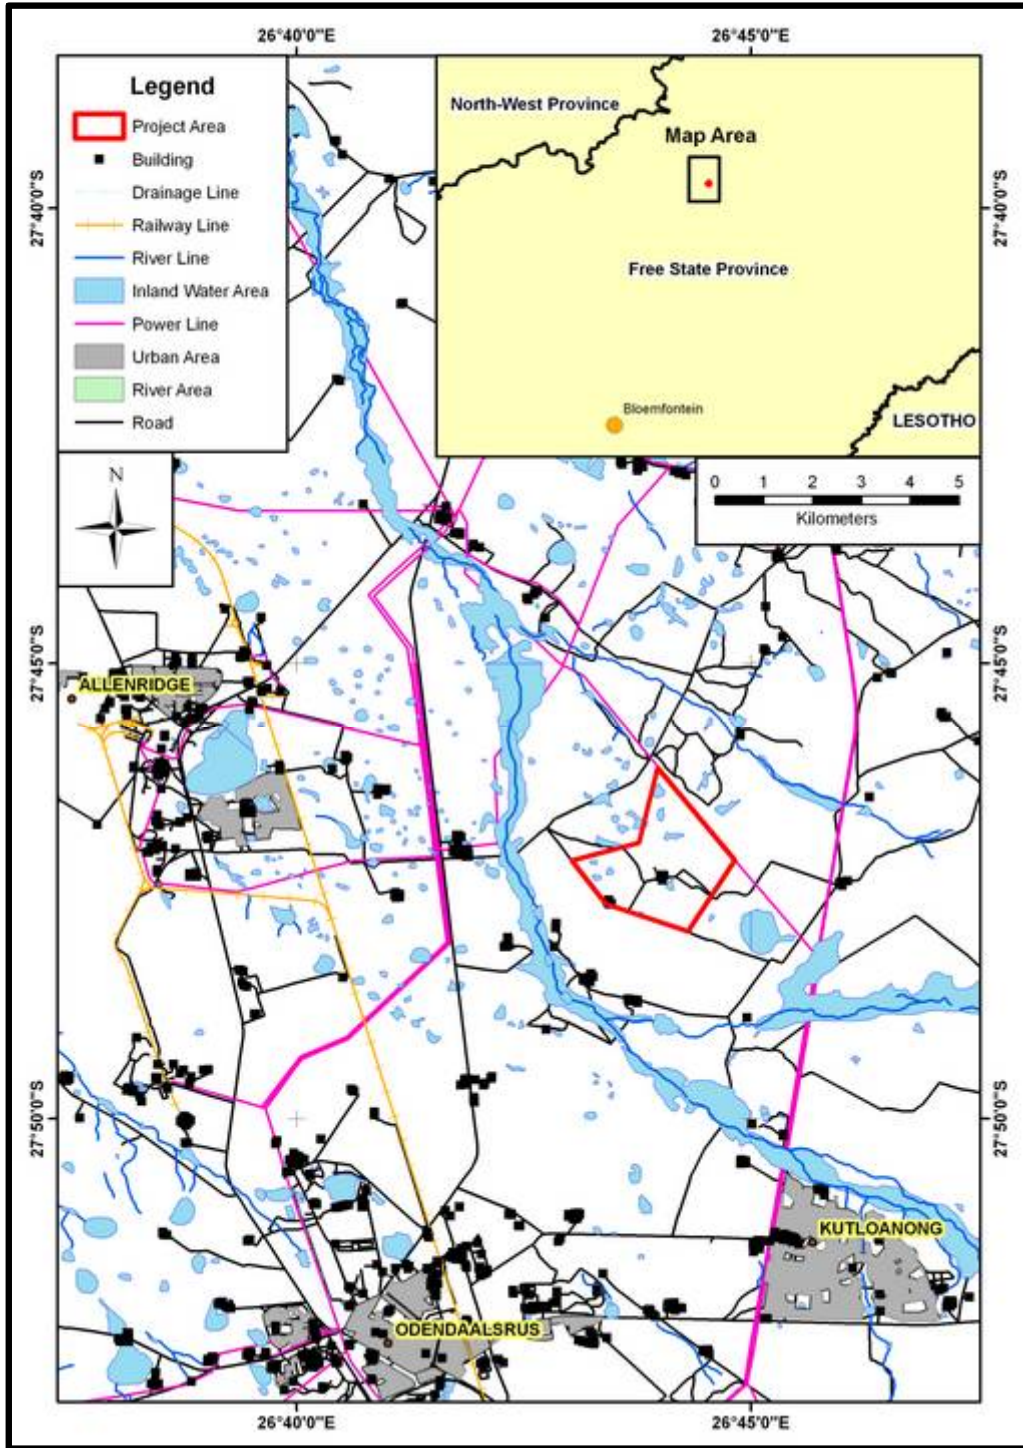 26°40'0"E
26°45'0"E
Legend
Project Area
Building
Drainage Line
Railway Line
River Line
Inland Water Area
Power Line
Urban Area
River Area
Road
North-West Province
Map Area
Free State Province
Bloemfontein
LESOTHO
27°40'0"S
27°40'0"S
N
0 1 2 3 4 5
Kilometers
27°45'0"S
27°45'0"S
ALLENRIDGE
27°50'0"S
27°50'0"S
KUTLOANONG
ODENDAALSRUS
26°40'0"E
26°45'0"E